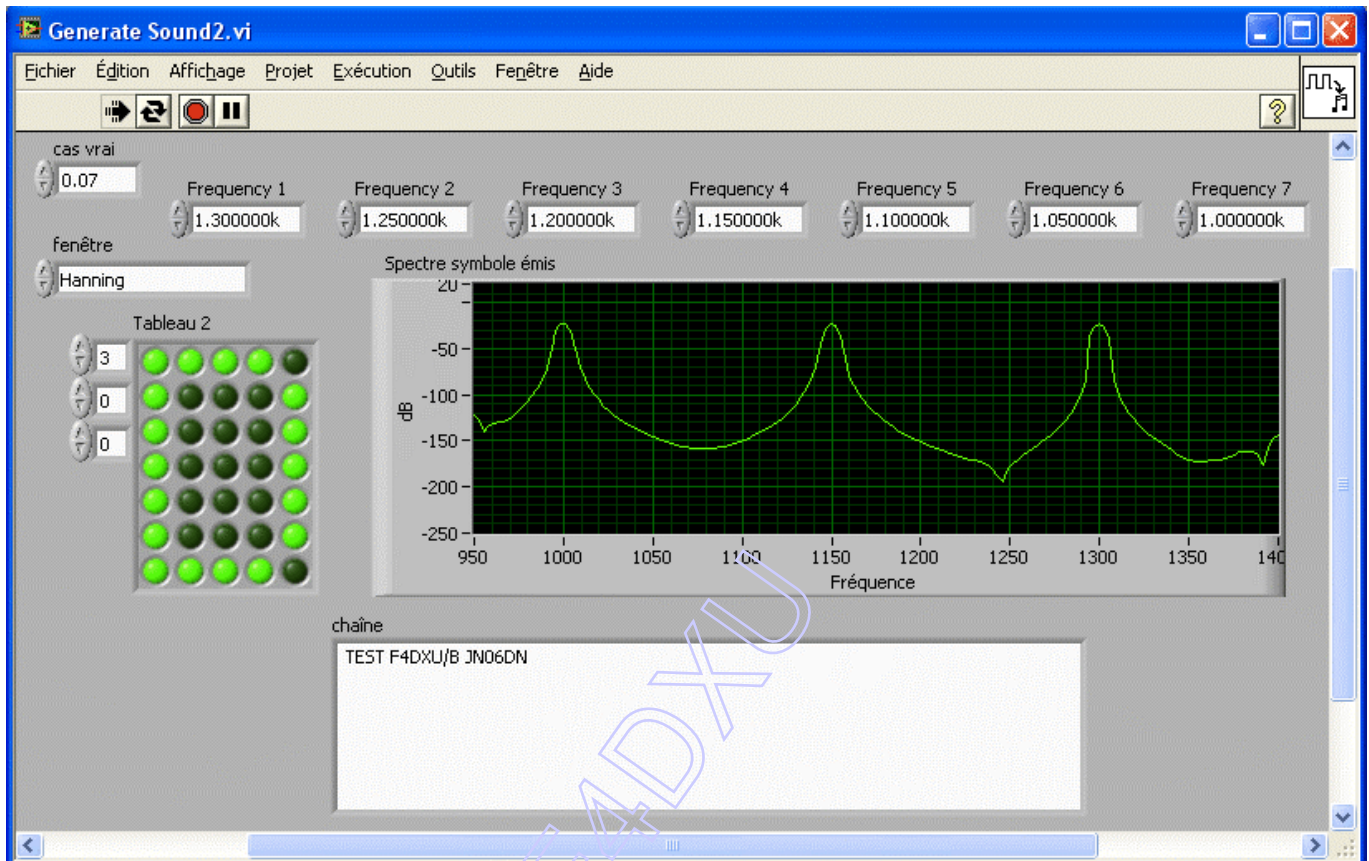 Generate Sound2.vi
Fichier Édition Affichage Projet Exécution Outils Fenêtre Aide
cas vrai
0.07
Frequency 1 Frequency 2 Frequency 3 Frequency 4 Frequency 5 Frequency 6 Frequency 7
1.300000k 1.250000k 1.200000k 1.150000k 1.100000k 1.050000k 1.000000k
fenêtre
Hanning
Spectre symbole émis
Tableau 2
3
0
0
20
-50
-100
-150
-200
-250
dB
950 1000 1050 1100 1150 1200 1250 1300 1350 140
Fréquence
chaîne
TEST F4DXU/B JN06DN
F4DXU